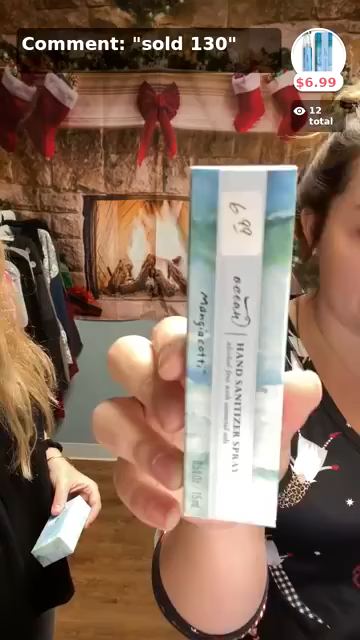 Comment: "sold 130"
$6.99
12
total
6.99
ocean
HAND SANITIZER SPRAY
alcohol free with natural oils
Mangiacotti